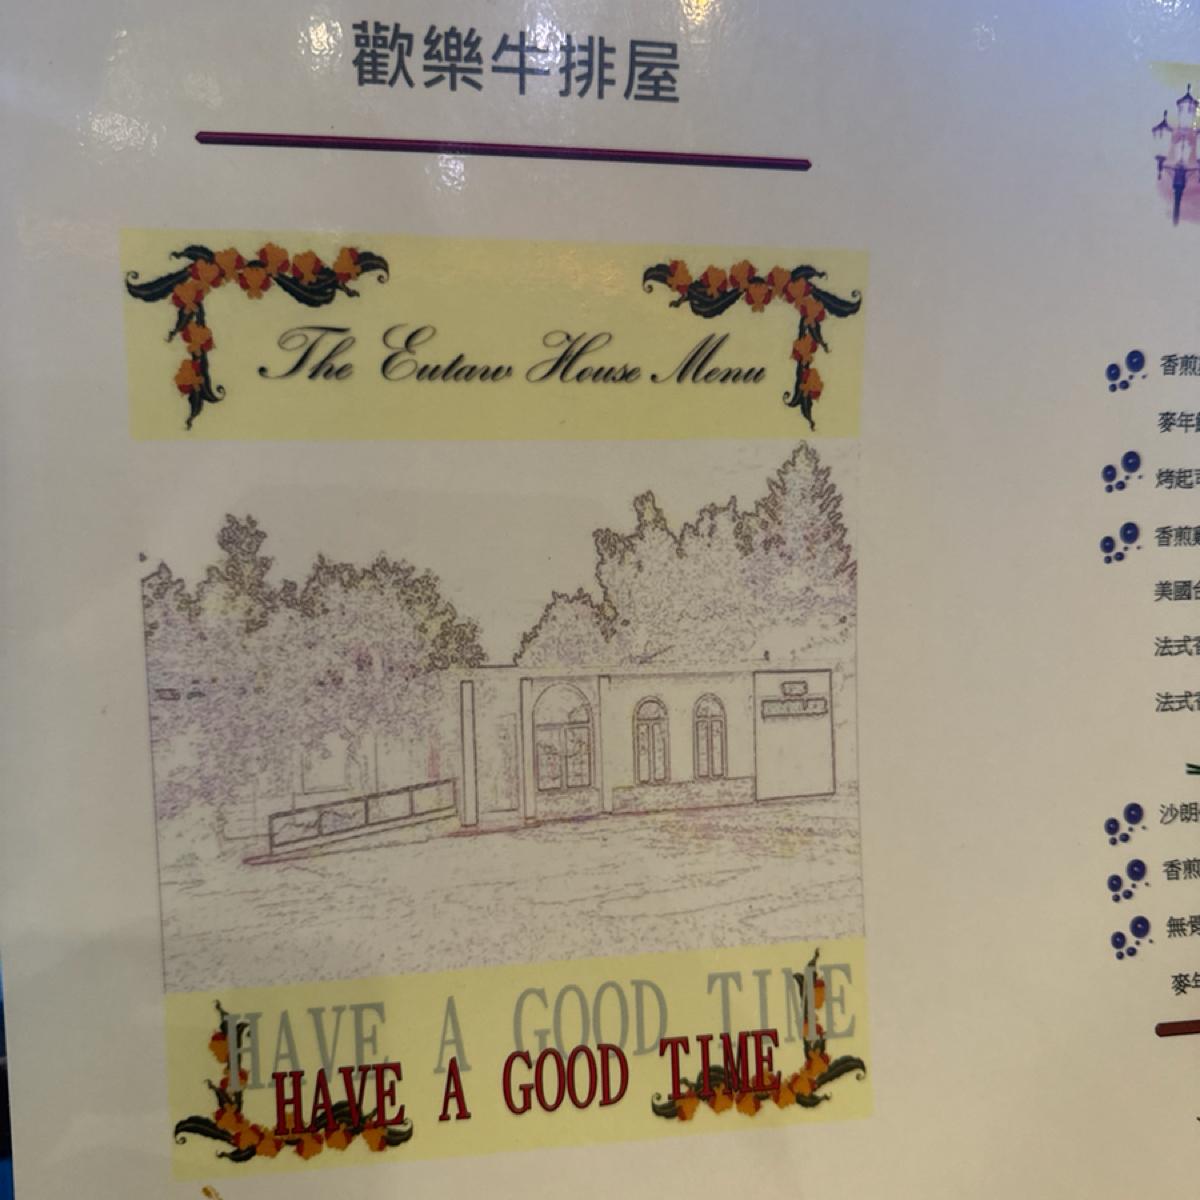 歡樂牛排屋
The Eutaw House Menu
HAVE A GOOD TIME
HAVE A GOOD TIME
香煎
麥年
烤起
香煎
美國
法式
法式
沙朗
香煎
無骨
麥年